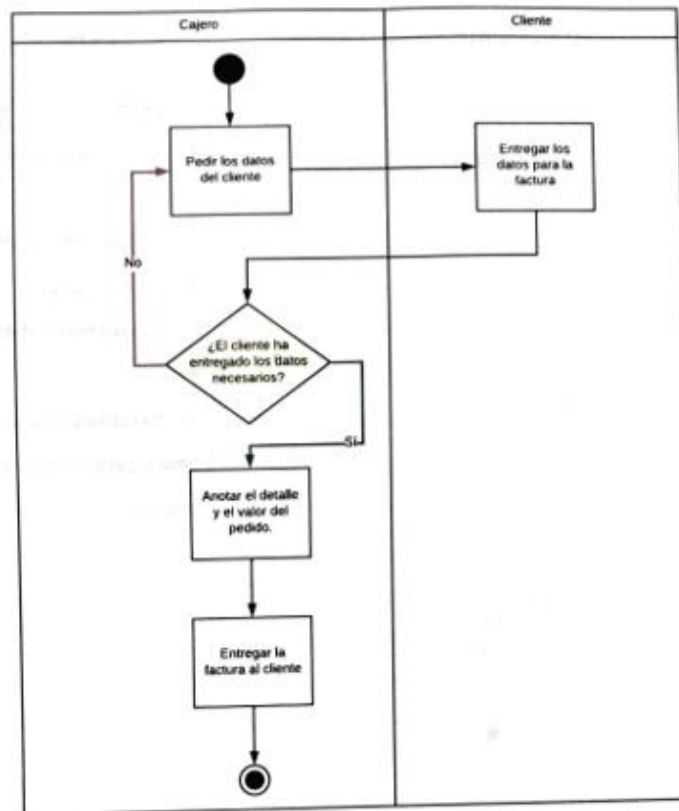 Cajero
Cliente
Pedir los datos
del cliente
Entregar los
datos para la
factura
No
¿El cliente ha
entregado los datos
necesarios?
Sí
Anotar el detalle
y el valor del
pedido.
Entregar la
factura al cliente